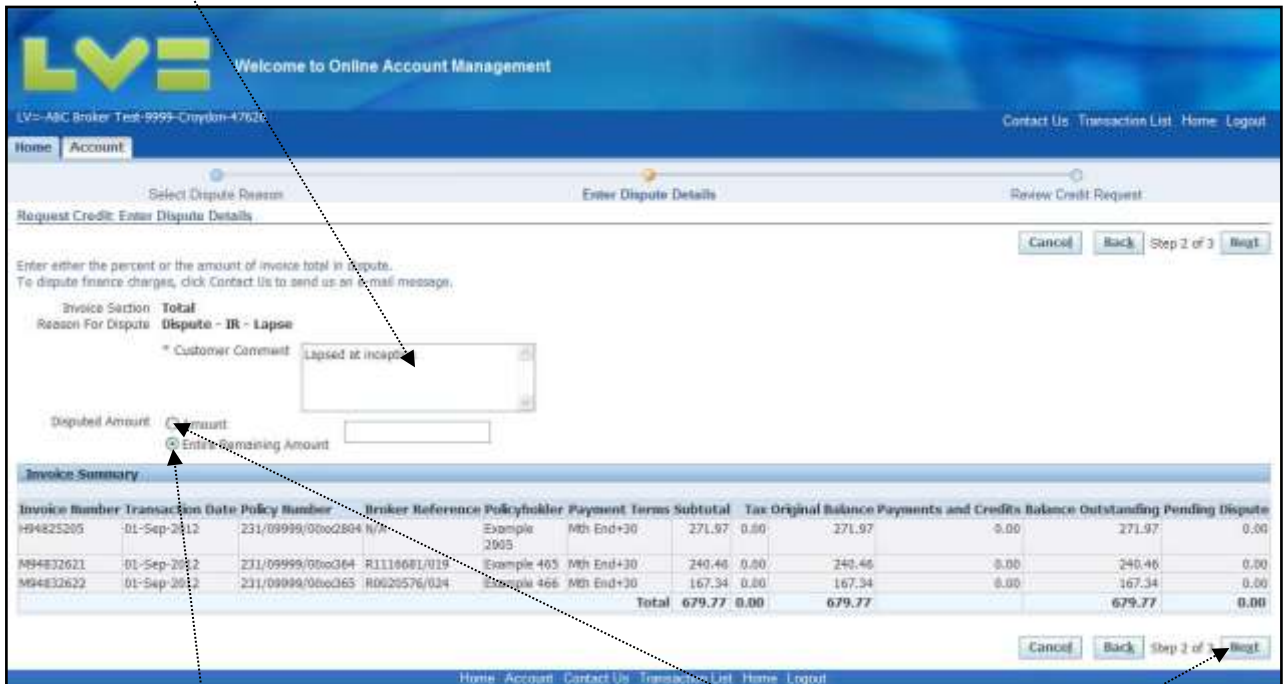 LV=
Welcome to Online Account Management
LV=-ABC Broker Test-9999-Croydon-47626
Contact Us Transaction List Home Logout
Home Account
Select Dispute Reason
Enter Dispute Details
Review Credit Request
Request Credit: Enter Dispute Details
Cancel Back Step 2 of 3 Next
Enter either the percent or the amount of invoice total in dispute.
To dispute finance charges, click Contact Us to send us an e-mail message.
Invoice Section Total
Reason For Dispute Dispute - IR - Lapse
* Customer Comment Lapsed at inception
Disputed Amount Amount
Entire Remaining Amount
Invoice Summary
Invoice Number Transaction Date Policy Number Broker Reference Policyholder Payment Terms Subtotal Tax Original Balance Payments and Credits Balance Outstanding Pending Dispute
H94825205 01-Sep-2012 N/A Example 2905 Mth End+30 271.97 0.00 271.97 0.00 271.97 0.00
M94832621 01-Sep-2012 R1116681/019 Example 465 Mth End+30 240.46 0.00 240.46 0.00 240.46 0.00
M94832622 01-Sep-2012 R0020576/024 Example 466 Mth End+30 167.34 0.00 167.34 0.00 167.34 0.00
Total 679.77 0.00 679.77 679.77 0.00
Cancel Back Step 2 of 3 Next
Home Account Contact Us Transaction List Home Logout